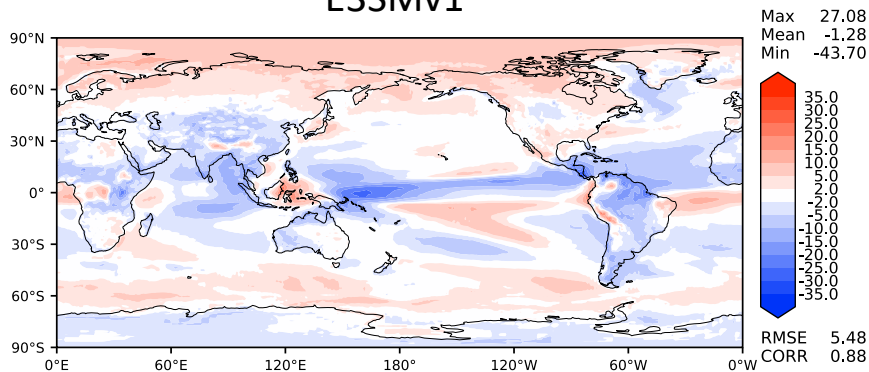 E3SMv1
Max 27.08
Mean -1.28
Min -43.70
90°N
60°N
30°N
0°
30°S
60°S
90°S
0°E
60°E
120°E
180°
120°W
60°W
0°W
35.0
30.0
25.0
20.0
15.0
10.0
5.0
2.0
-2.0
-5.0
-10.0
-15.0
-20.0
-25.0
-30.0
-35.0
RMSE 5.48
CORR 0.88